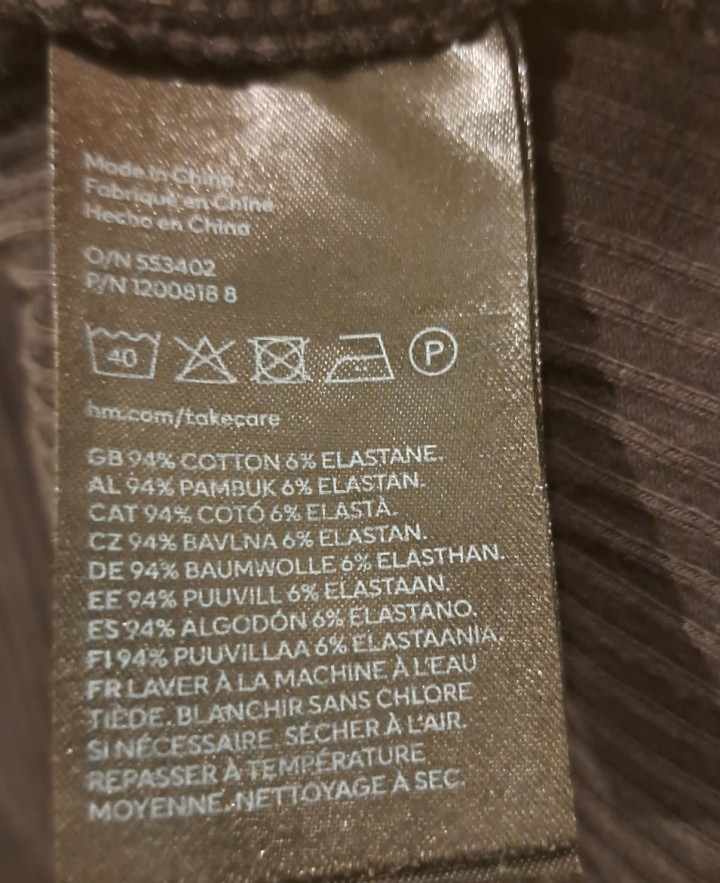 Made in China
Fabriqué en Chine
Hecho en China
O/N 553402
P/N 1200818 8
40
P
hm.com/takecare
GB 94% COTTON 6% ELASTANE.
AL 94% PAMBUK 6% ELASTAN.
CAT 94% COTÓ 6% ELASTÀ.
CZ 94% BAVLNA 6% ELASTAN.
DE 94% BAUMWOLLE 6% ELASTHAN.
EE 94% PUUVILL 6% ELASTAAN.
ES 94% ALGODÓN 6% ELASTANO.
FI 94% PUUVILLAA 6% ELASTAANIA.
FR LAVER À LA MACHINE À L'EAU
TIÈDE. BLANCHIR SANS CHLORE
SI NÉCESSAIRE. SÉCHER À L'AIR.
REPASSER À TEMPÉRATURE
MOYENNE. NETTOYAGE À SEC.